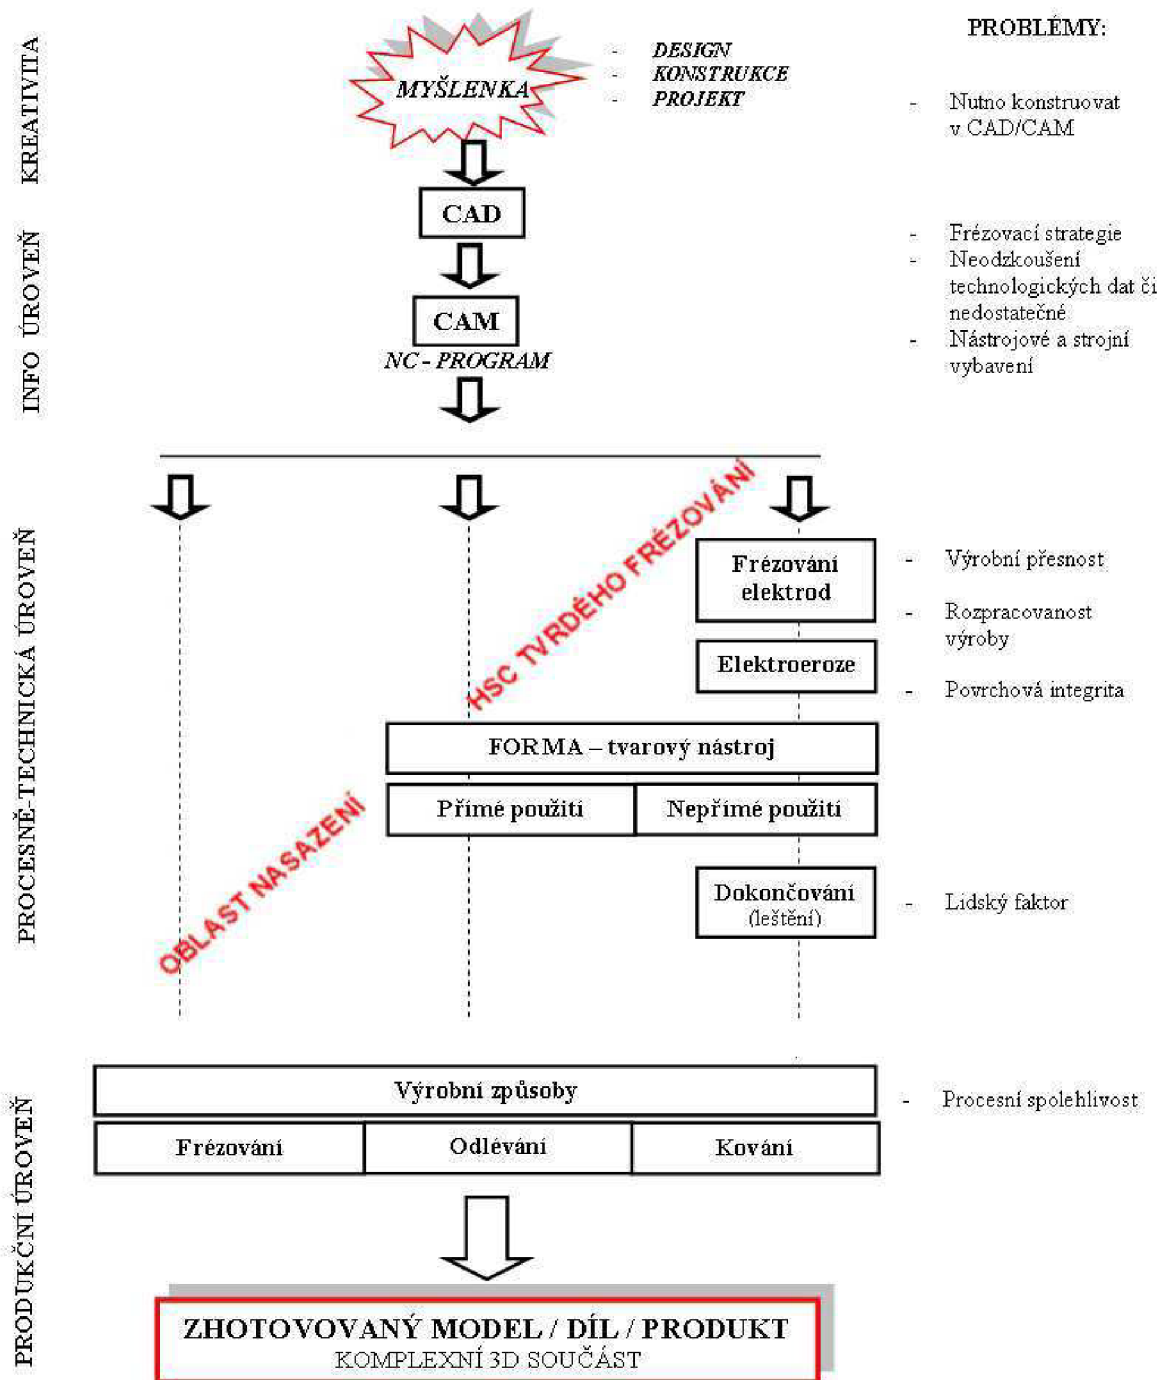 PROBLÉMY:
KREATIVITA
MYŠLENKA
- DESIGN
- KONSTRUKCE
- PROJEKT
- Nutno konstruovat
v CAD/CAM
CAD
INFO ÚROVEŇ
CAM
NC - PROGRAM
- Frézovací strategie
- Neodzkoušení
technologických dat či
nedostatečné
- Nástrojové a strojní
vybavení
PROCESNĚ-TECHNICKÁ ÚROVEŇ
OBLAST NASAZENÍ
HSC TVRDÉHO FRÉZOVÁNÍ
Frézování
elektrod
- Výrobní přesnost
- Rozpracovanost
výroby
Elektroeroze
- Povrchová integrita
FORMA – tvarový nástroj
Přímé použití
Nepřímé použití
Dokončování
(leštění)
- Lidský faktor
PRODUKČNÍ ÚROVEŇ
Výrobní způsoby
- Procesní spolehlivost
Frézování
Odlévání
Kování
ZHOTOVOVANÝ MODEL / DÍL / PRODUKT
KOMPLEXNÍ 3D SOUČÁST